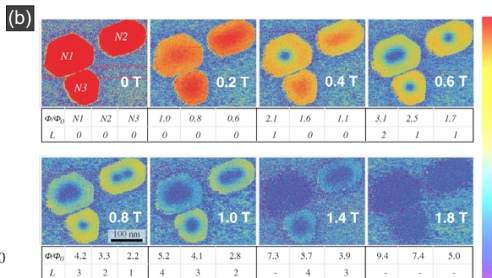 (b)
N1 N2
N3 0 T 0.2 T 0.4 T 0.6 T
Φ/Φ0 N1 N2 N3 1.0 0.8 0.6 2.1 1.6 1.1 3.1 2.5 1.7
L 0 0 0 0 0 0 1 0 0 2 1 1
0.8 T 1.0 T 1.4 T 1.8 T
100 nm
Φ/Φ0 4.2 3.3 2.2 5.2 4.1 2.8 7.3 5.7 3.9 9.4 7.4 5.0
L 3 2 1 4 3 2 - 4 3 - - -